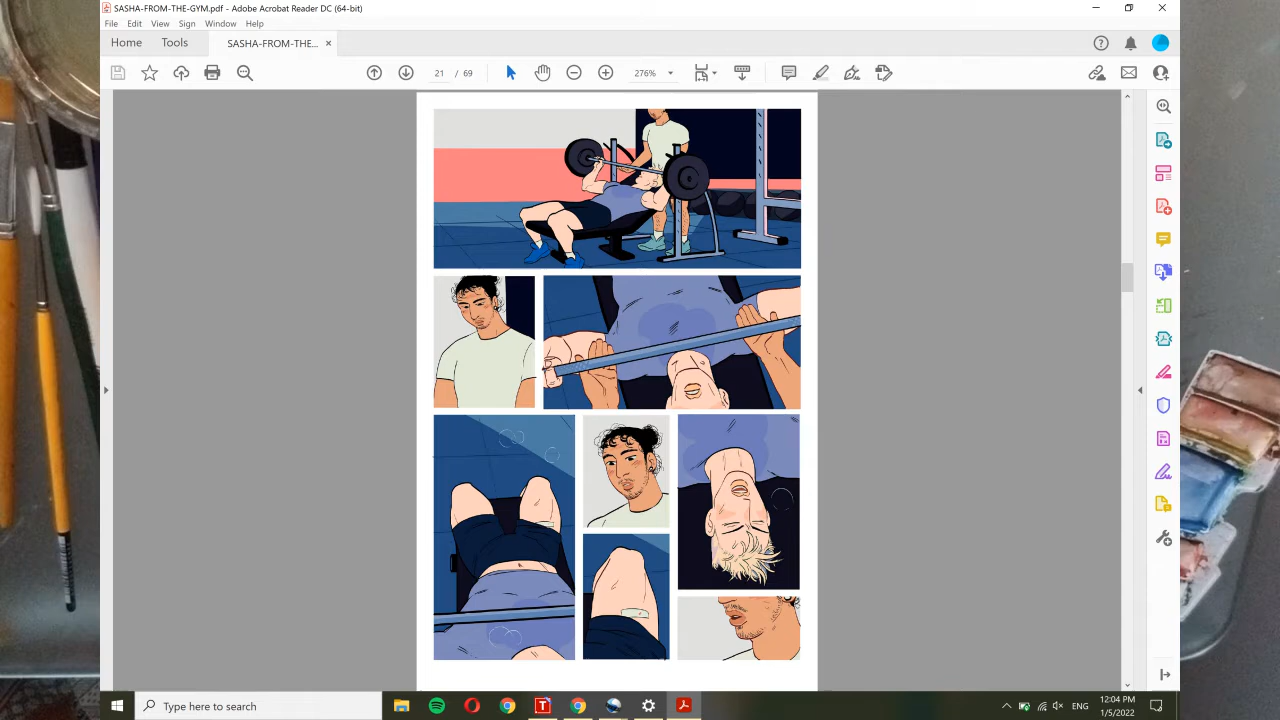 SASHA-FROM-THE-GYM.pdf - Adobe Acrobat Reader DC (64-bit)
File Edit View Sign Window Help
Home Tools SASHA-FROM-THE...
21 / 69 276%
Type here to search
ENG
12:04 PM
1/5/2022